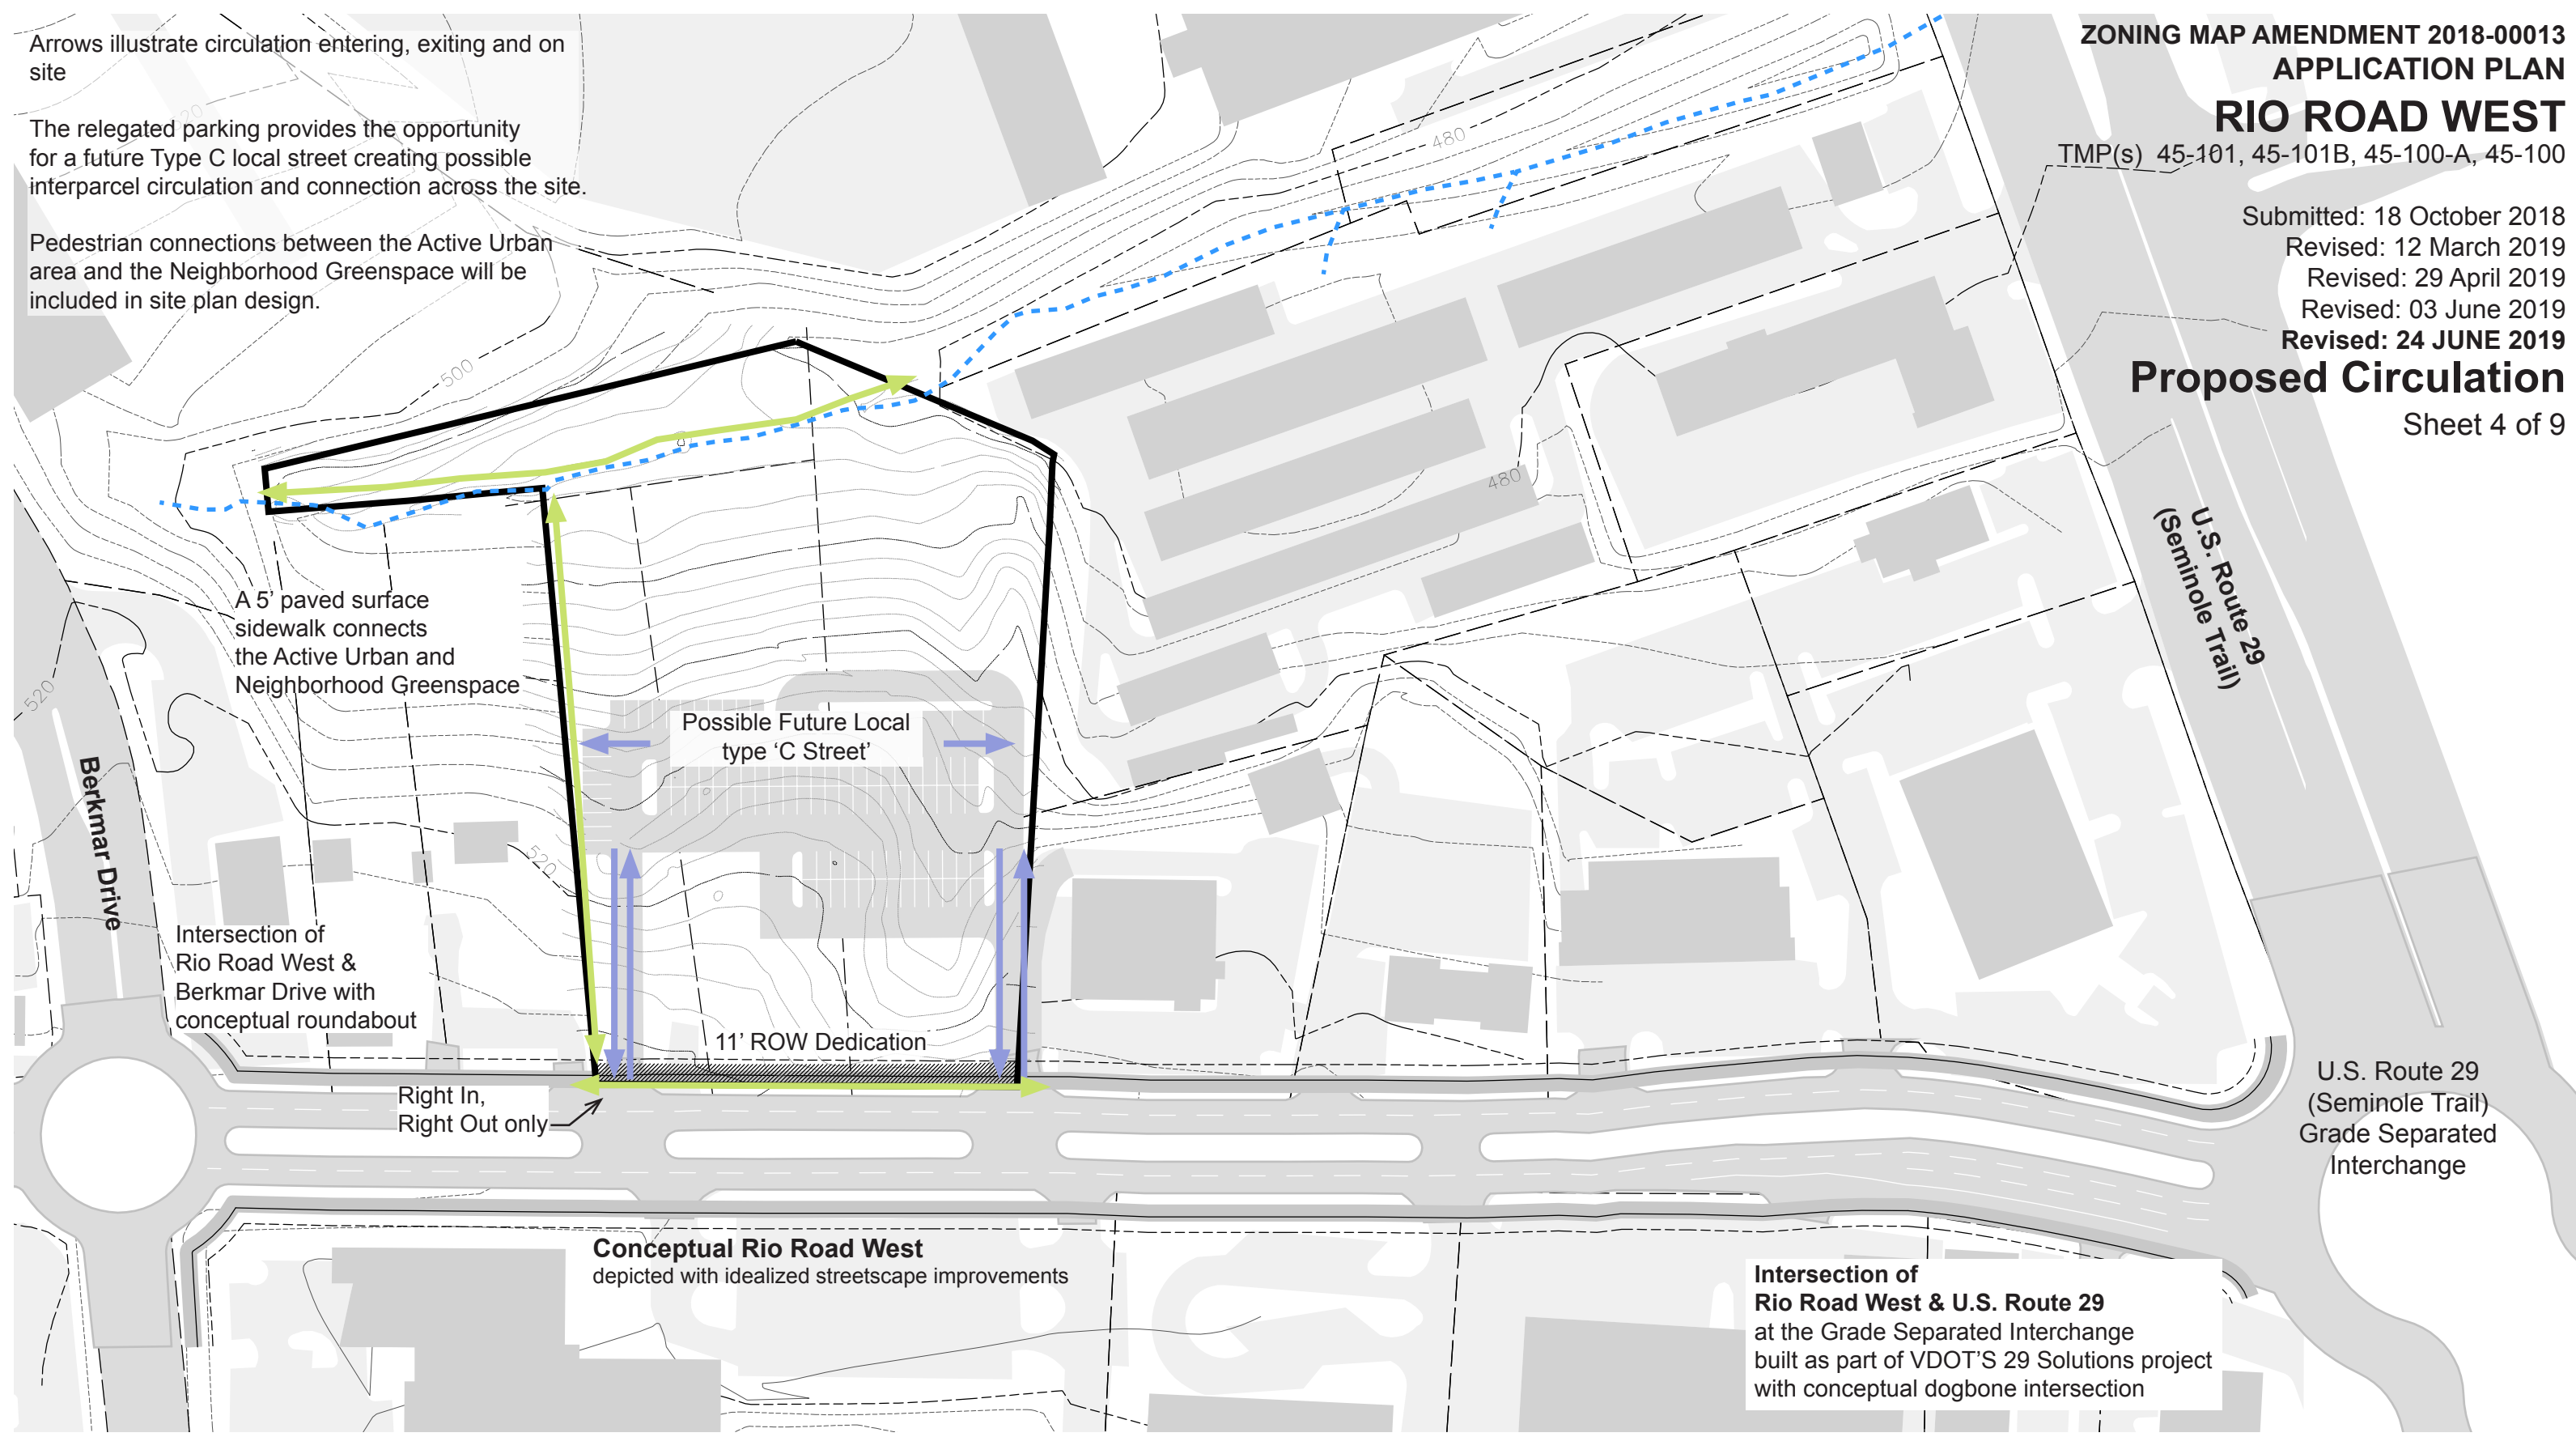 Arrows illustrate circulation entering, exiting and on
site
The relegated parking provides the opportunity
for a future Type C local street creating possible
interparcel circulation and connection across the site.
Pedestrian connections between the Active Urban
area and the Neighborhood Greenspace will be
included in site plan design.
ZONING MAP AMENDMENT 2018-00013
APPLICATION PLAN
RIO ROAD WEST
TMP(s) 45-101, 45-101B, 45-100-A, 45-100
Submitted: 18 October 2018
Revised: 12 March 2019
Revised: 29 April 2019
Revised: 03 June 2019
Revised: 24 JUNE 2019
Proposed Circulation
Sheet 4 of 9
520
480
500
480
U.S. Route 29
(Seminole Trail)
A 5' paved surface
sidewalk connects
the Active Urban and
Neighborhood Greenspace
520
Possible Future Local
type ‘C Street’
Berkmar Drive
520
Intersection of
Rio Road West &
Berkmar Drive with
conceptual roundabout
11’ ROW Dedication
Right In,
Right Out only
U.S. Route 29
(Seminole Trail)
Grade Separated
Interchange
Conceptual Rio Road West
depicted with idealized streetscape improvements
Intersection of
Rio Road West & U.S. Route 29
at the Grade Separated Interchange
built as part of VDOT’S 29 Solutions project
with conceptual dogbone intersection